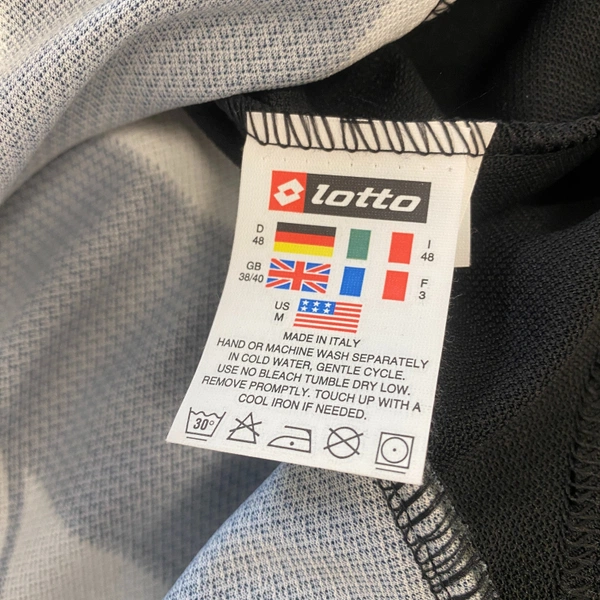 lotto
D
48
I
48
GB
38/40
F
3
US
M
MADE IN ITALY
HAND OR MACHINE WASH SEPARATELY
IN COLD WATER, GENTLE CYCLE.
USE NO BLEACH TUMBLE DRY LOW.
REMOVE PROMPTLY. TOUCH UP WITH A
COOL IRON IF NEEDED.
30°